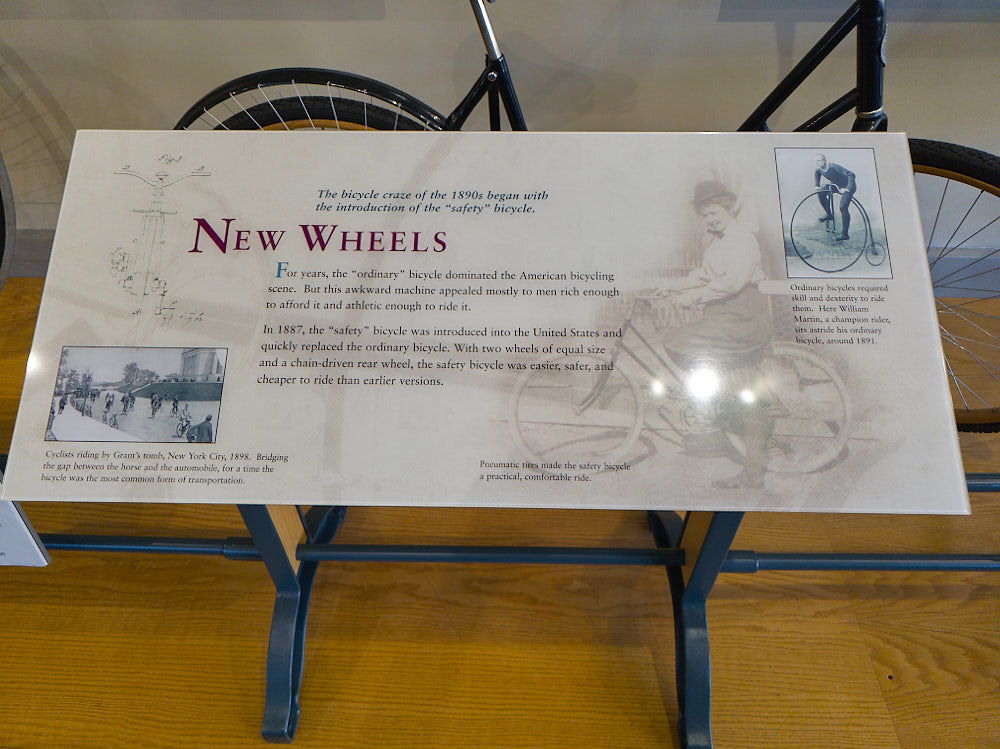 Fig. 3
The bicycle craze of the 1890s began with
the introduction of the “safety” bicycle.
NEW WHEELS
For years, the “ordinary” bicycle dominated the American bicycling
scene. But this awkward machine appealed mostly to men rich enough
to afford it and athletic enough to ride it.
In 1887, the “safety” bicycle was introduced into the United States and
quickly replaced the ordinary bicycle. With two wheels of equal size
and a chain-driven rear wheel, the safety bicycle was easier, safer, and
cheaper to ride than earlier versions.
Ordinary bicycles required
skill and dexterity to ride
them. Here William
Martin, a champion rider,
sits astride his ordinary
bicycle, around 1891.
Cyclists riding by Grant’s tomb, New York City, 1898. Bridging
the gap between the horse and the automobile, for a time the
bicycle was the most common form of transportation.
Pneumatic tires made the safety bicycle
a practical, comfortable ride.